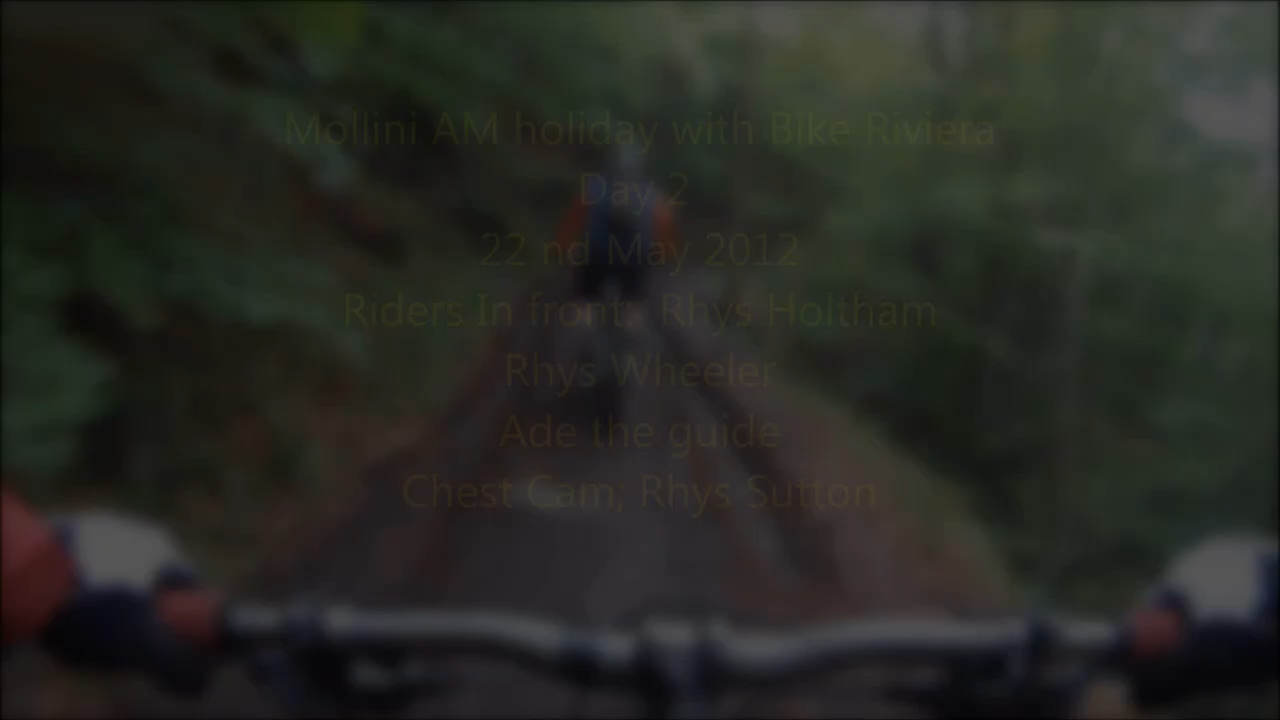 Mollini AM holiday with Bike Riviera
Day 2
22 nd May 2012
Riders In front: Rhys Holtham
Rhys Wheeler
Ade the guide
Chest Cam; Rhys Sutton